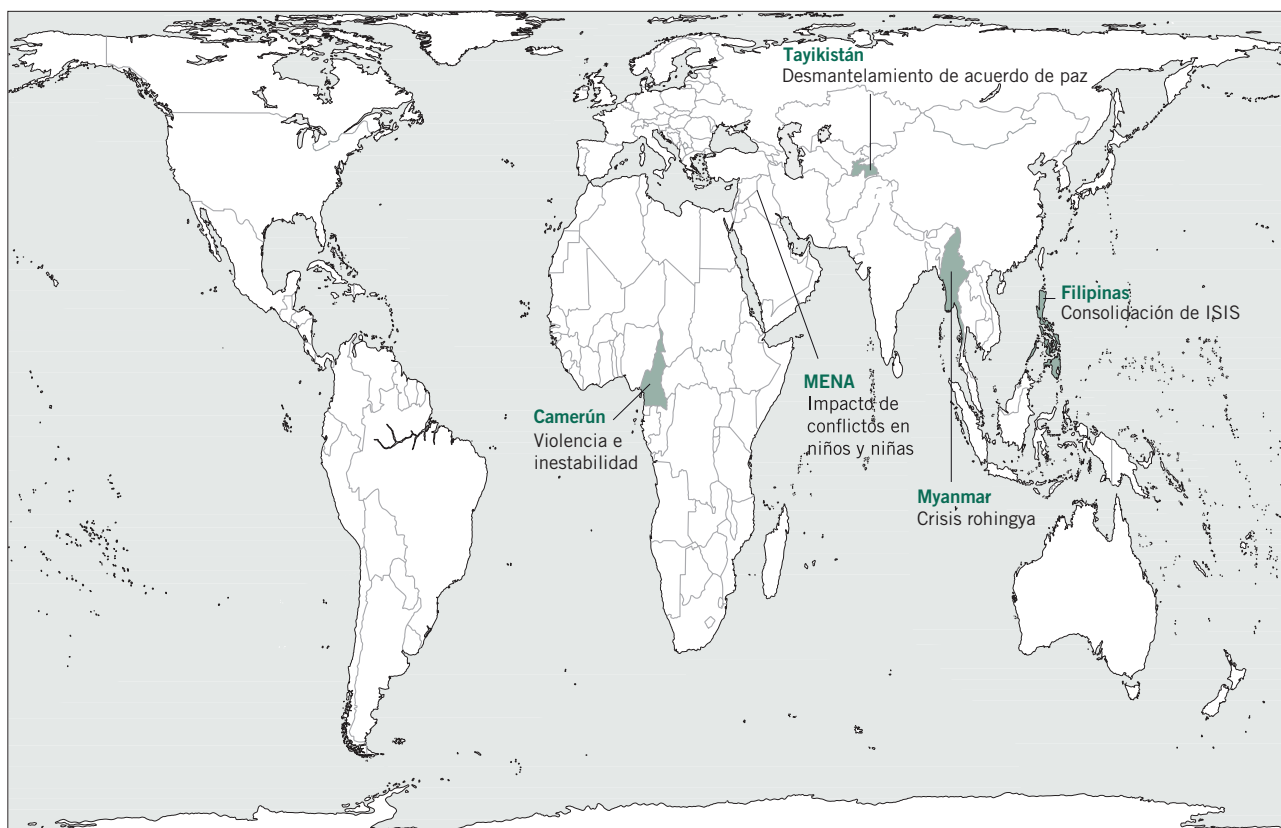 Tayikistán
Desmantelamiento de acuerdo de paz
Filipinas
Consolidación de ISIS
MENA
Impacto de
conflictos en
niños y niñas
Camerún
Violencia e
inestabilidad
Myanmar
Crisis rohingya